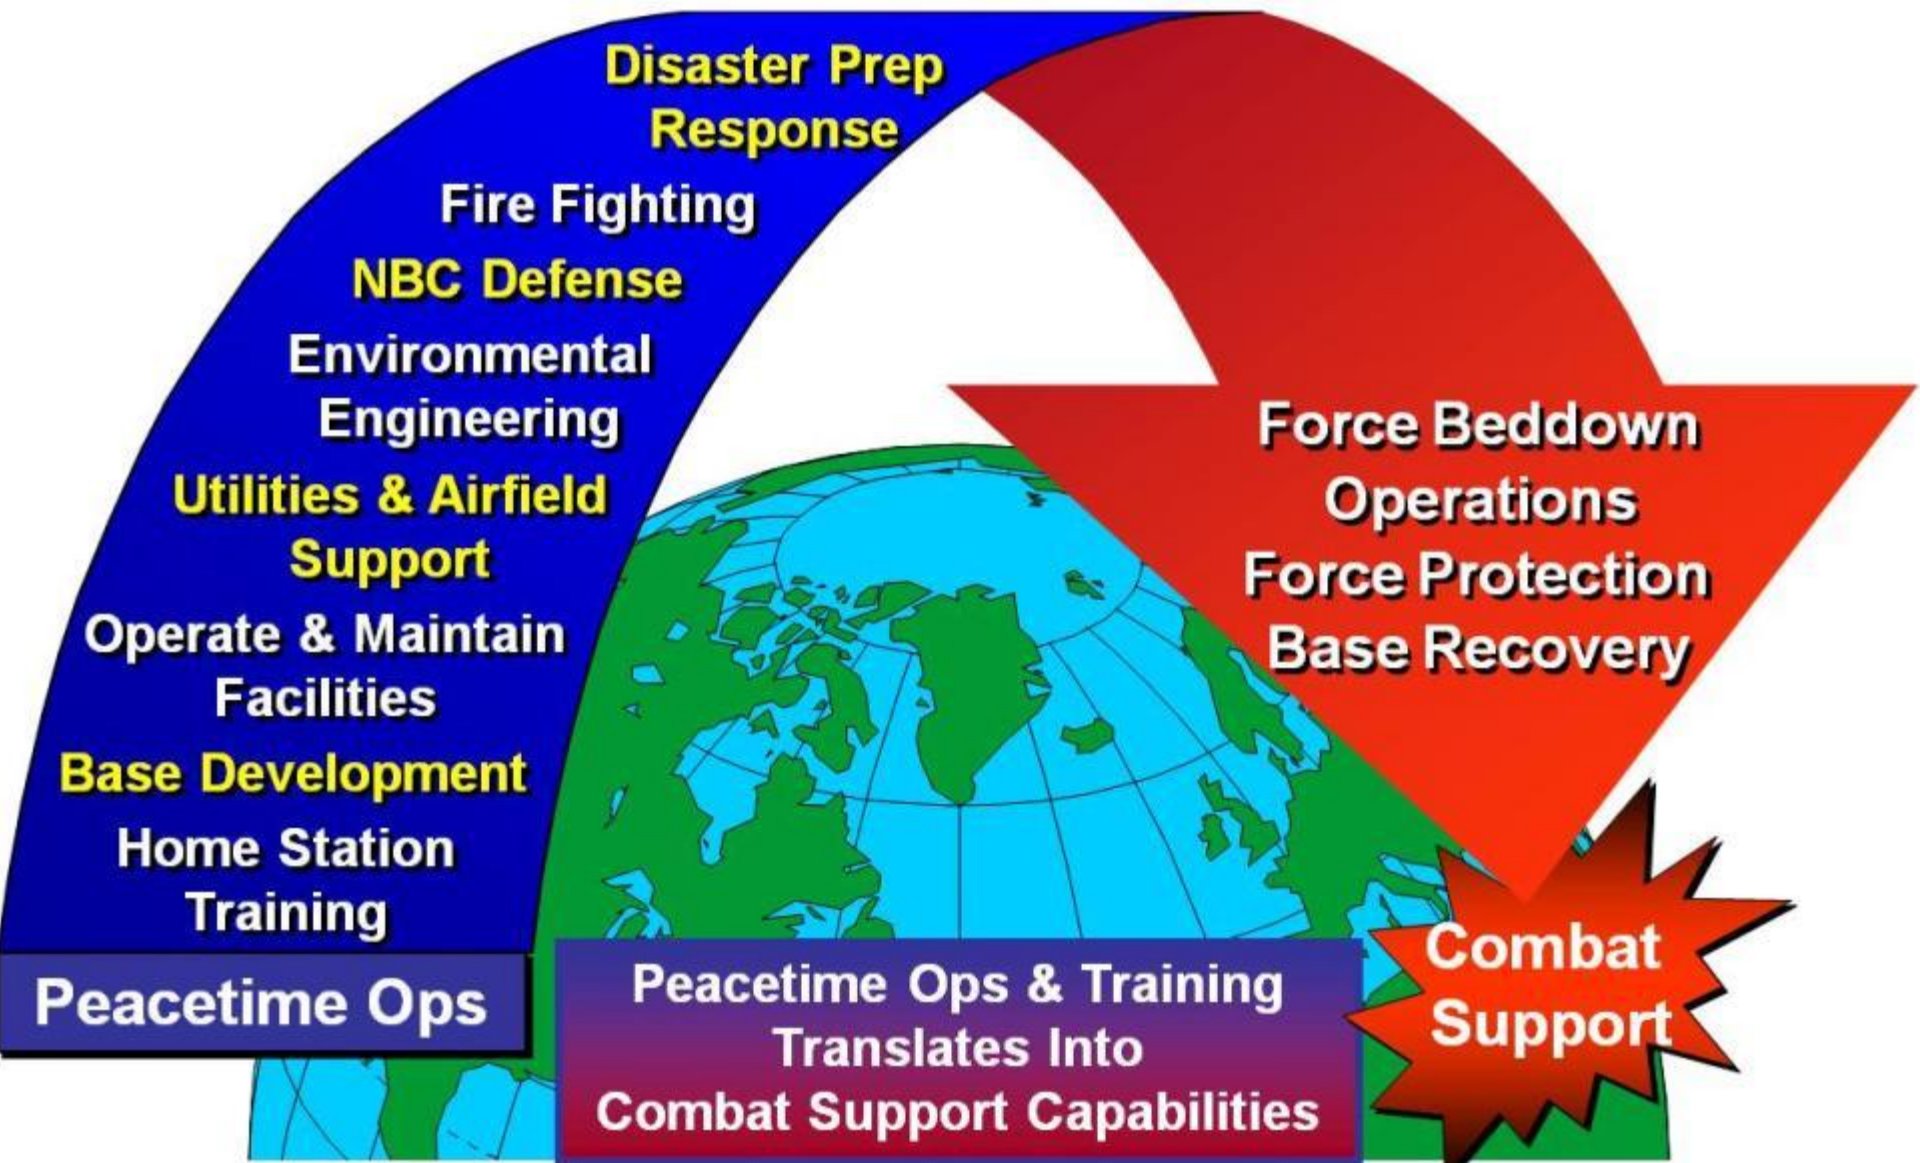 Disaster Prep
Response
Fire Fighting
NBC Defense
Environmental
Engineering
Utilities & Airfield
Support
Operate & Maintain
Facilities
Base Development
Home Station
Training
Peacetime Ops
Force Beddown
Operations
Force Protection
Base Recovery
Combat
Support
Peacetime Ops & Training
Translates Into
Combat Support Capabilities